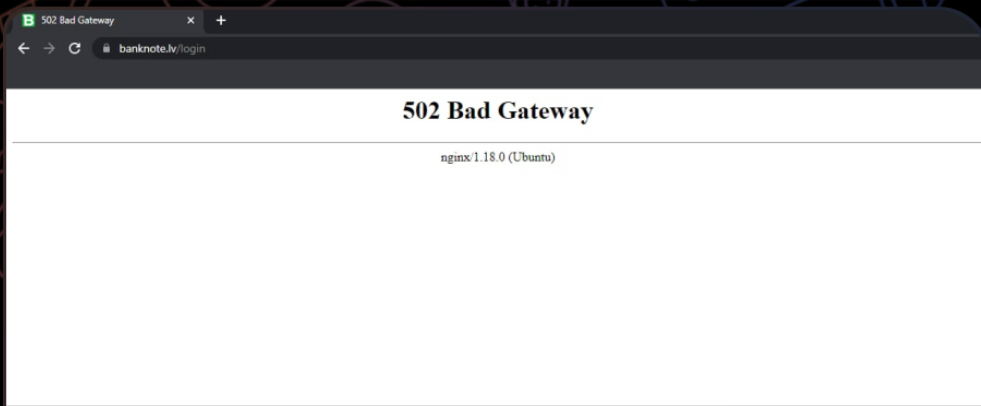 B 502 Bad Gateway
banknote.lv/login
502 Bad Gateway
nginx/1.18.0 (Ubuntu)